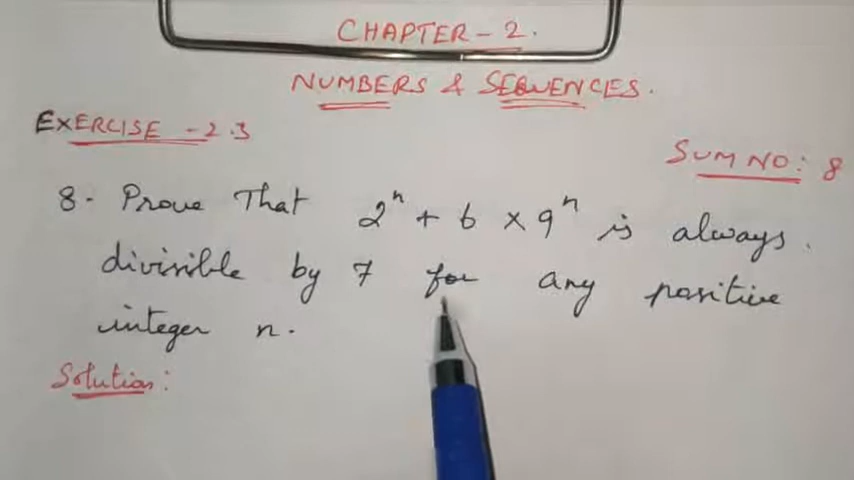 CHAPTER - 2.
NUMBERS & SEQUENCES.
EXERCISE - 2.3
SUM NO: 8
8. Prove That 2ⁿ + 6 × 9ⁿ is always.
divisible by 7 for any positive
integer n.
Solution: